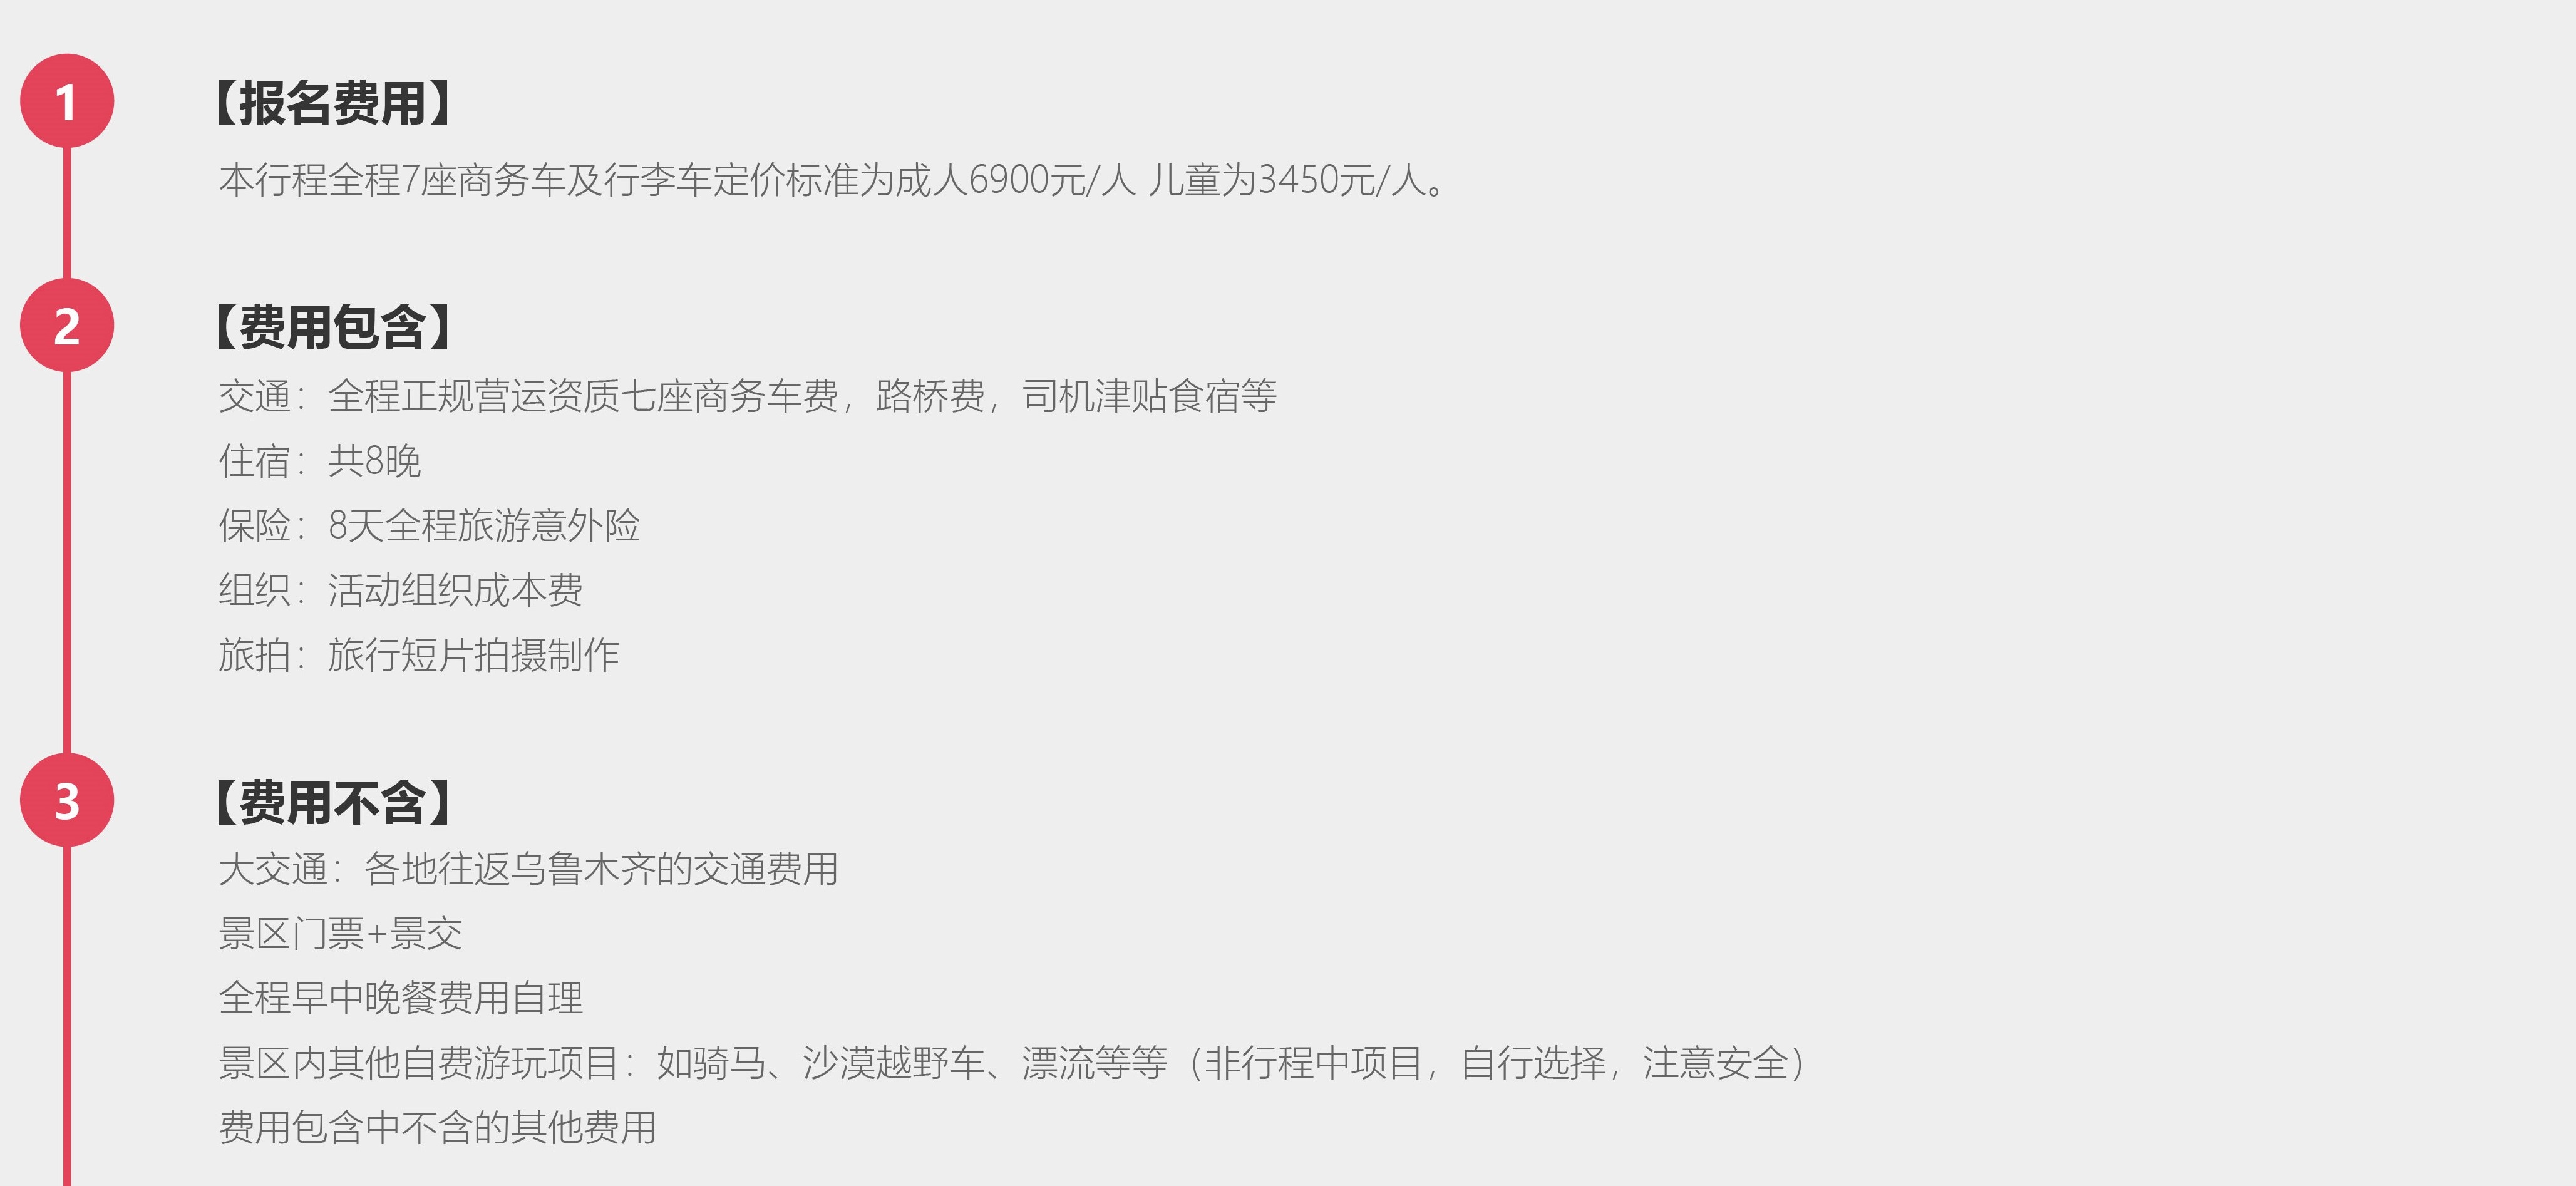 1
【报名费用】
本行程全程7座商务车及行李车定价标准为成人6900元/人 儿童为3450元/人。
2
【费用包含】
交通：全程正规营运资质七座商务车费，路桥费，司机津贴食宿等
住宿：共8晚
保险：8天全程旅游意外险
组织：活动组织成本费
旅拍：旅行短片拍摄制作
3
【费用不含】
大交通：各地往返乌鲁木齐的交通费用
景区门票+景交
全程早中晚餐费用自理
景区内其他自费游玩项目：如骑马、沙漠越野车、漂流等等（非行程中项目，自行选择，注意安全）
费用包含中不含的其他费用